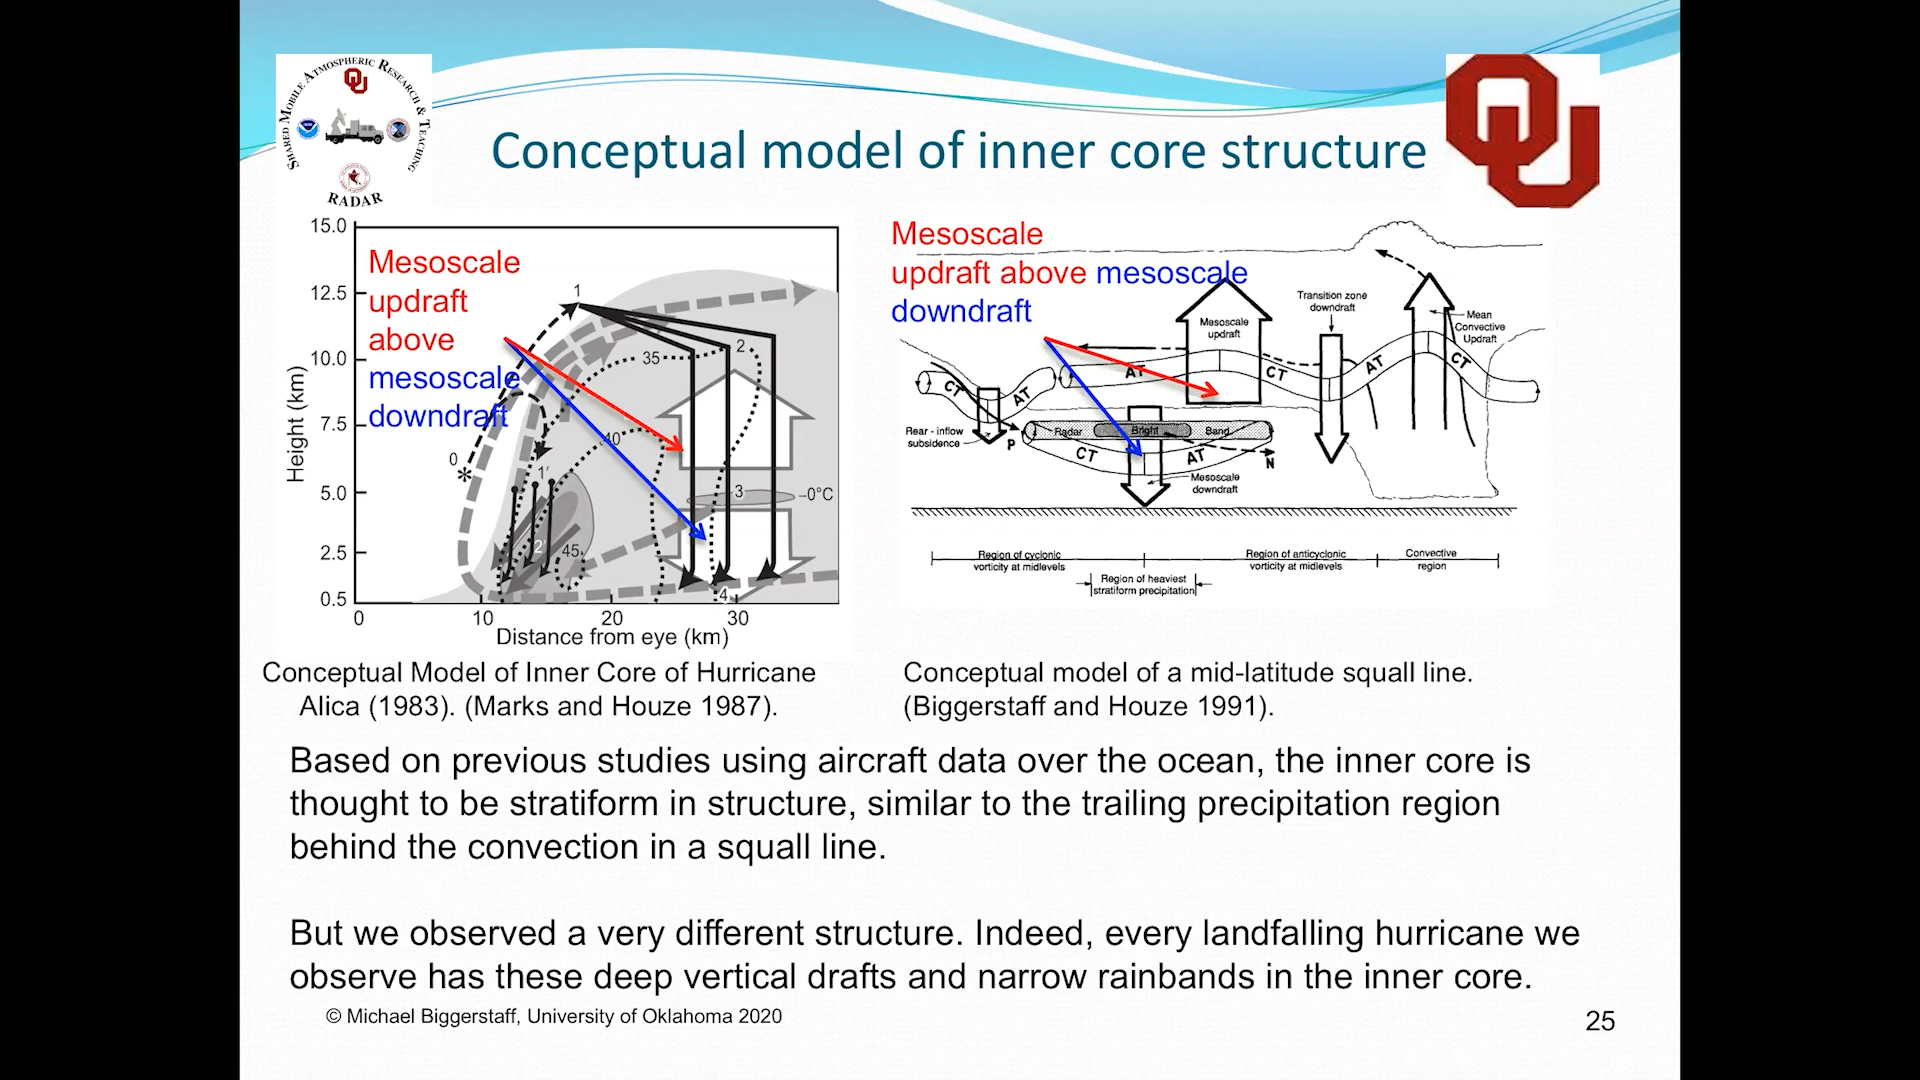 SHARED MOBILE ATMOSPHERIC RESEARCH & TEACHING
RADAR
OU
Conceptual model of inner core structure
15.0
12.5
10.0
7.5
5.0
2.5
0.5
Height (km)
0
10
20
30
Distance from eye (km)
Mesoscale
updraft
above
mesoscale
downdraft
1
2
35
40
0
*
1'
3
–0°C
2'
45
4
Mesoscale
updraft above mesoscale
downdraft
Mesoscale
updraft
Transition zone
downdraft
Mean
Convective
Updraft
CT
AT
AT
CT
AT
CT
Rear - inflow
subsidence
P
Radar
Bright
Band
CT
AT
N
Mesoscale
downdraft
Region of cyclonic
vorticity at midlevels
Region of anticyclonic
vorticity at midlevels
Convective
region
Region of heaviest
stratiform precipitation
Conceptual Model of Inner Core of Hurricane
Alica (1983). (Marks and Houze 1987).
Conceptual model of a mid-latitude squall line.
(Biggerstaff and Houze 1991).
Based on previous studies using aircraft data over the ocean, the inner core is
thought to be stratiform in structure, similar to the trailing precipitation region
behind the convection in a squall line.
But we observed a very different structure. Indeed, every landfalling hurricane we
observe has these deep vertical drafts and narrow rainbands in the inner core.
© Michael Biggerstaff, University of Oklahoma 2020
25